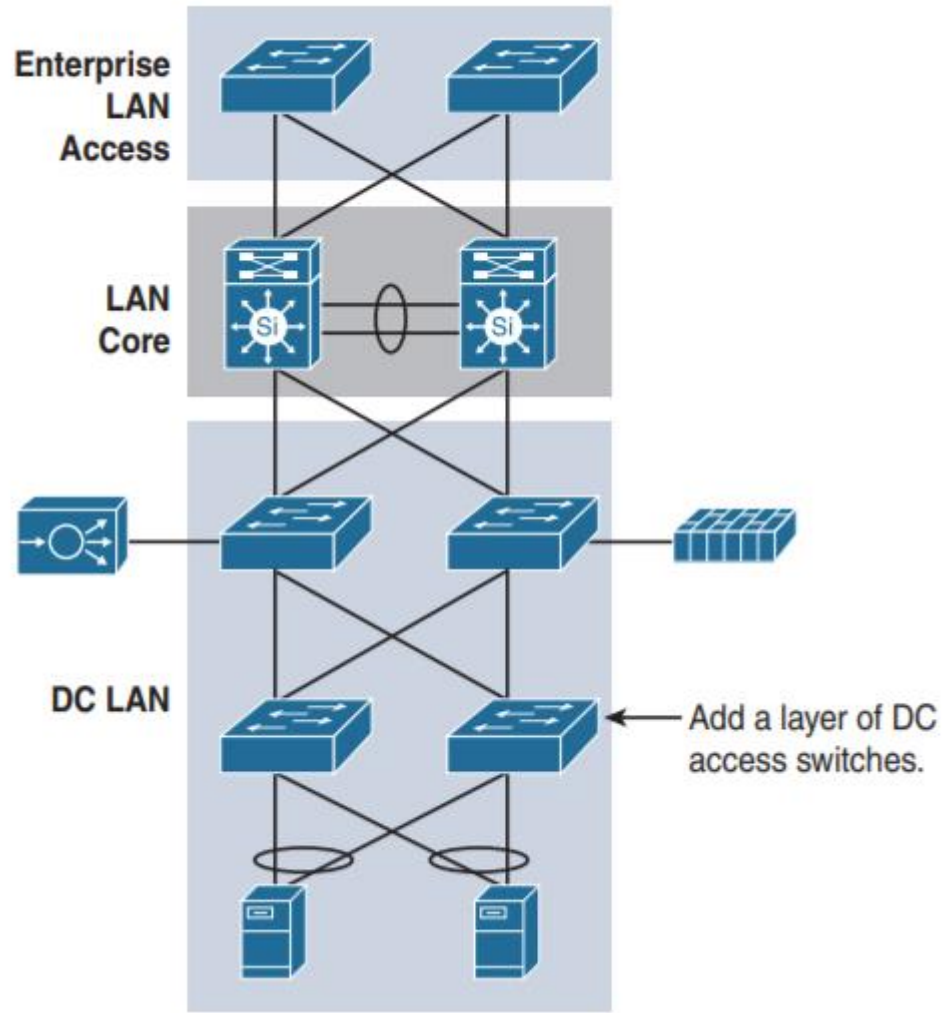 Enterprise
LAN
Access
LAN
Core
Si
Si
DC LAN
Add a layer of DC
access switches.